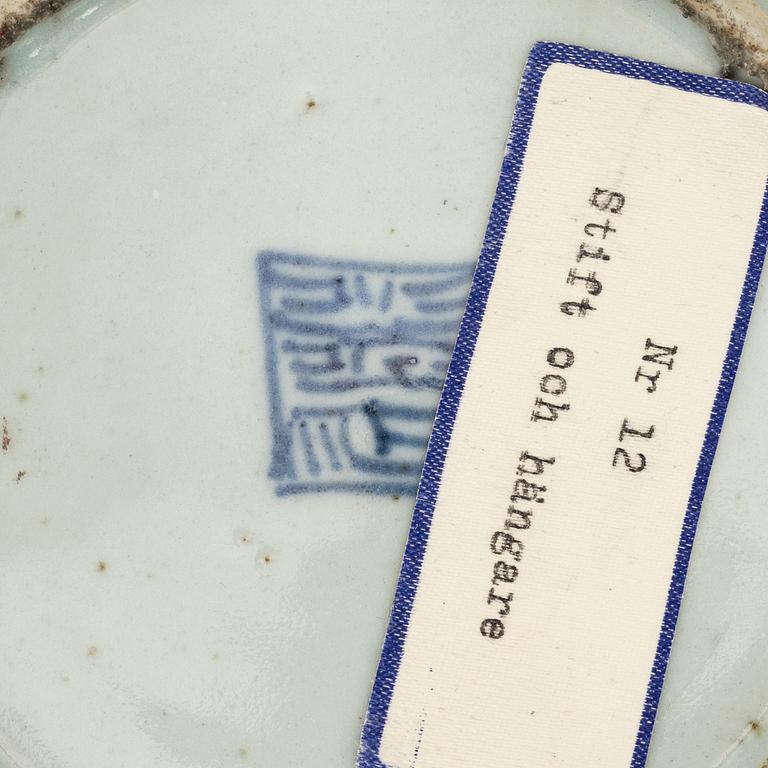 Nr 12
Stift och hängare